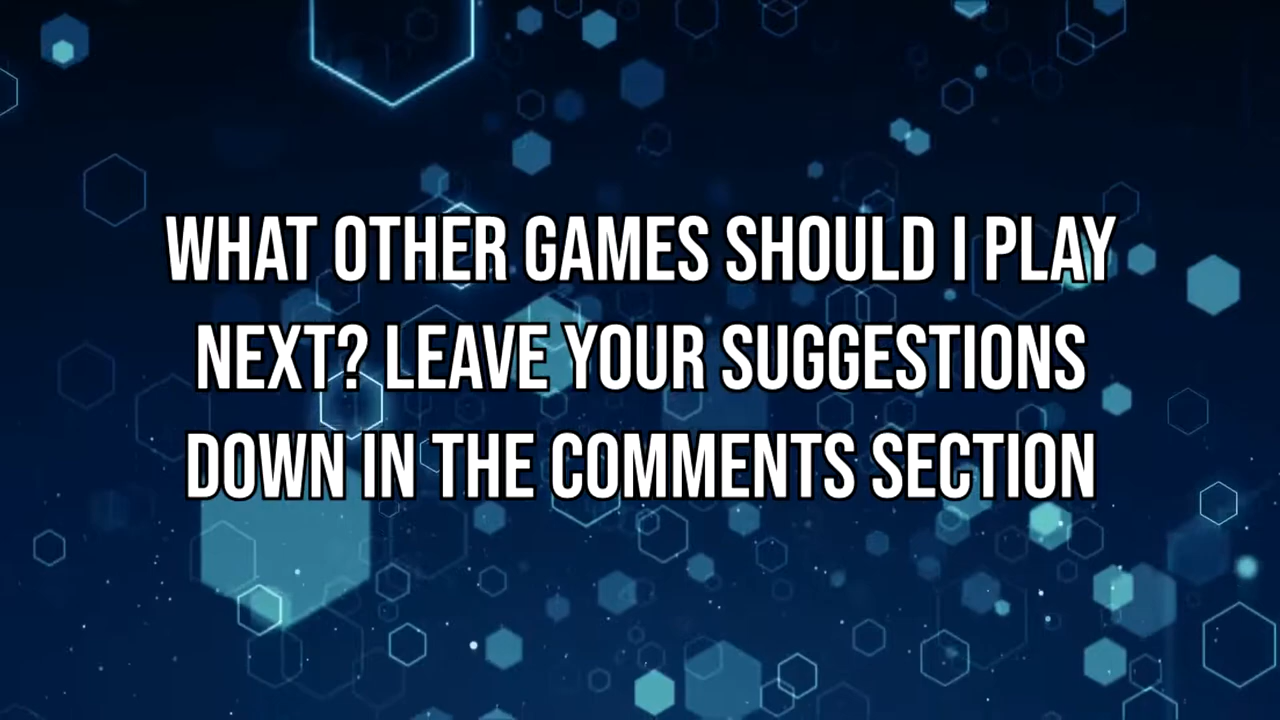 WHAT OTHER GAMES SHOULD I PLAY
NEXT? LEAVE YOUR SUGGESTIONS
DOWN IN THE COMMENTS SECTION